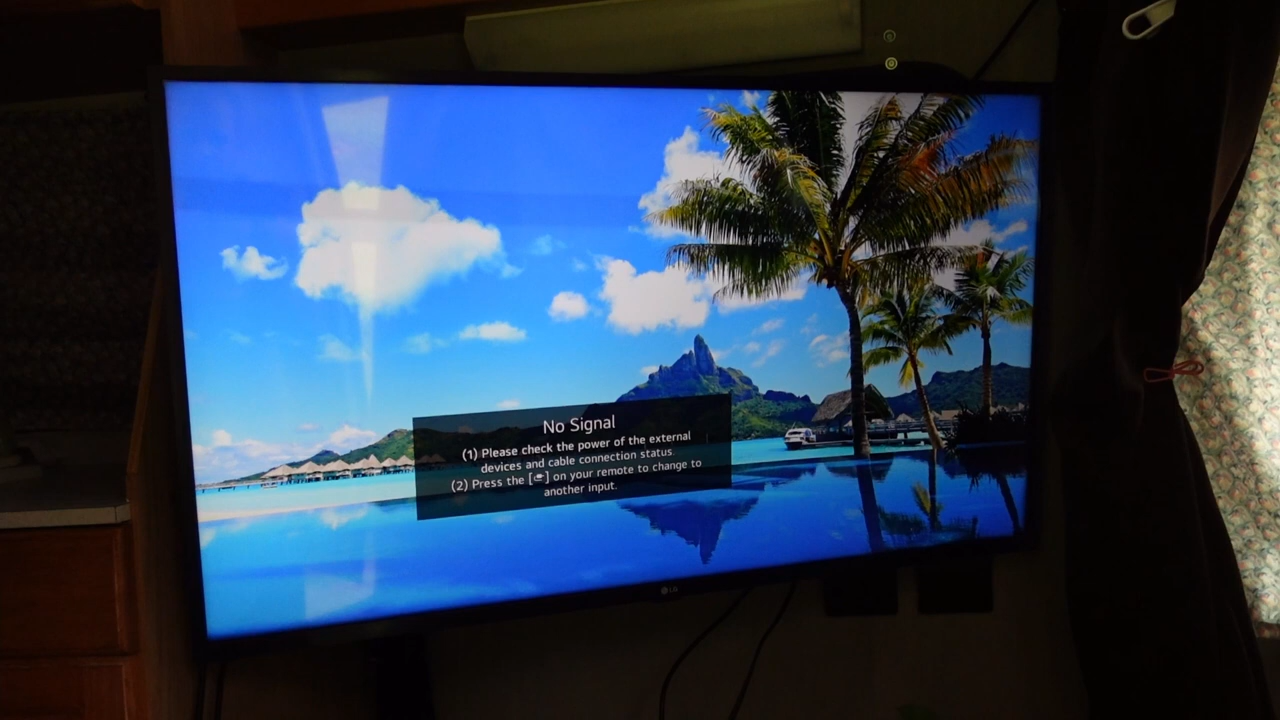 No Signal
(1) Please check the power of the external
devices and cable connection status.
(2) Press the [ ] on your remote to change to
another input.
LG